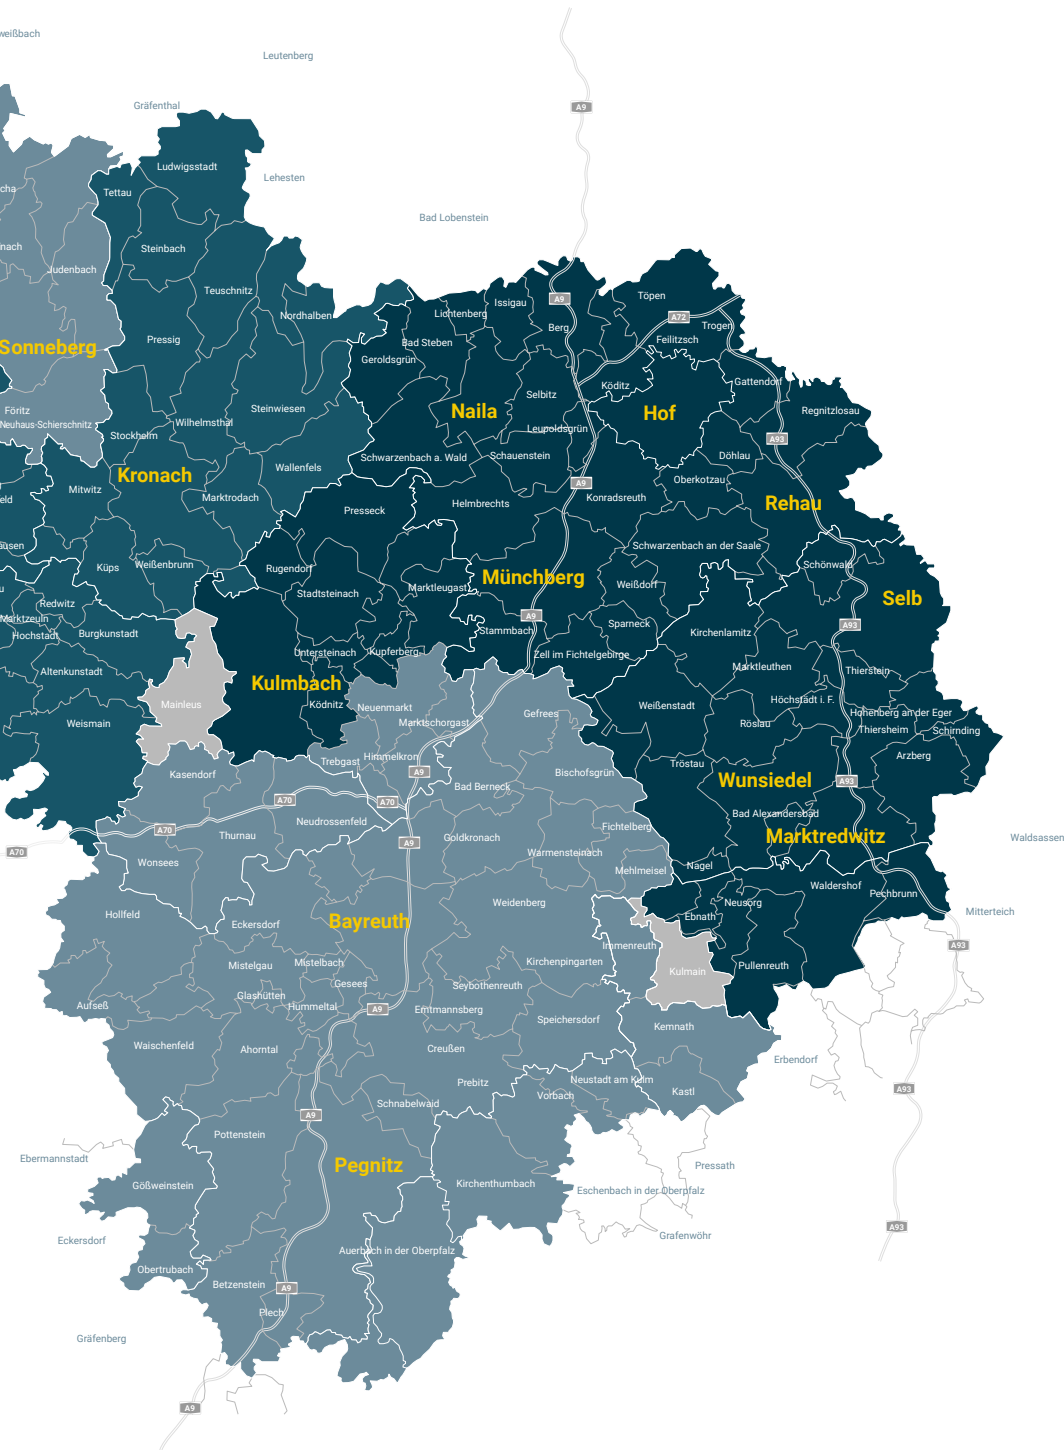 weißbach
Leutenberg
Gräfenthal
A9
Ludwigsstadt
Lehesten
cha
Tettau
Bad Lobenstein
nach
Steinbach
Judenbach
Teuschnitz
Töpen
Issigau
A9
Nordhalben
Lichtenberg
A72
Trogen
Berg
Pressig
Bad Steben
Feilitzsch
Sonneberg
Geroldsgrün
Gattendorf
Köditz
Selbitz
Föritz
Steinwiesen
Naila
Hof
Regnitzlosau
Neuhaus-Schierschnitz
Wilhelmsthal
Leupoldsgrün
Stockheim
A93
Schwarzenbach a. Wald
Schauenstein
Döhlau
Wallenfels
Kronach
Oberkotzau
A9
Mitwitz
Marktrodach
Konradsreuth
eld
Presseck
Helmbrechts
Rehau
ausen
Schwarzenbach an der Saale
Küps
Weißenbrunn
Rugendorf
Schönwald
Münchberg
Weißdorf
u
Stadtsteinach
Marktleugast
Selb
Redwitz
Marktzeuln
A9
Sparneck
A93
Hochstadt
Burgkunstadt
Stammbach
Kirchenlamitz
Untersteinach
Kupferberg
Zell im Fichtelgebirge
Altenkunstadt
Marktleuthen
Thierstein
Kulmbach
Mainleus
Ködnitz
Neuenmarkt
Weißenstadt
Höchstädt i. F.
Hohenberg an der Eger
Weismain
Marktschorgast
Gefrees
Röslau
Thiersheim
Schirnding
Trebgast
Himmelkron
Tröstau
Arzberg
Kasendorf
A9
Bischofsgrün
Wunsiedel
A93
Bad Berneck
A70
A70
Bad Alexandersbad
Neudrossenfeld
Fichtelberg
A70
Thurnau
Goldkronach
Marktredwitz
Waldsassen
A70
A9
Warmensteinach
Wonsees
Mehlmeisel
Nagel
Waldershof
Pechbrunn
Weidenberg
Neusorg
Hollfeld
Eckersdorf
Bayreuth
Ebnath
Mitterteich
Immenreuth
A93
Mistelgau
Mistelbach
Kirchenpingarten
Kulmain
Pullenreuth
Gesees
Seybothenreuth
Glashütten
Aufseß
Hummeltal
A9
Emtmannsberg
Speichersdorf
Kemnath
Waischenfeld
Ahorntal
Creußen
Erbendorf
Prebitz
Neustadt am Kulm
Kastl
A93
Vorbach
Schnabelwaid
A9
Pottenstein
Ebermannstadt
Pegnitz
Pressath
Gößweinstein
Kirchenthumbach
Eschenbach in der Oberpfalz
A93
Eckersdorf
Grafenwöhr
Auerbach in der Oberpfalz
Obertrubach
Betzenstein
A9
Plech
Gräfenberg
A9